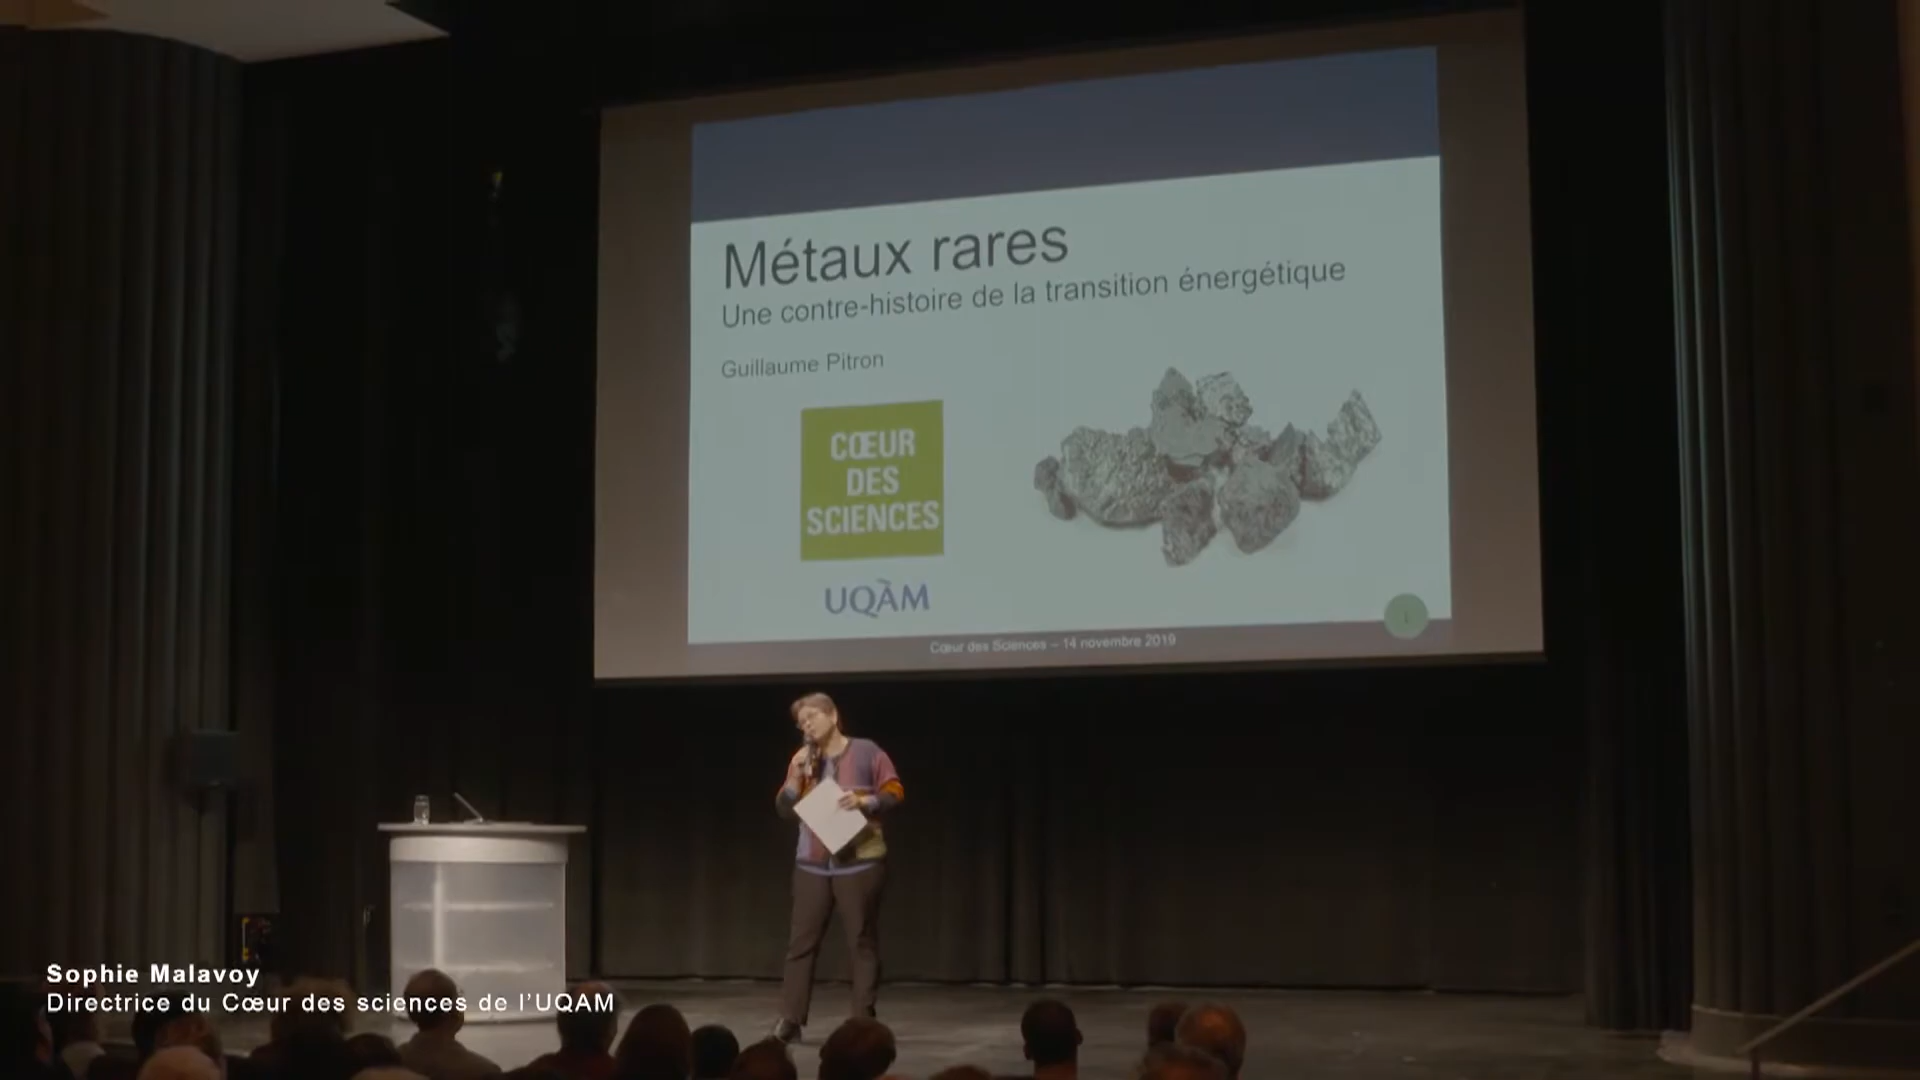 Métaux rares
Une contre-histoire de la transition énergétique
Guillaume Pitron
CŒUR
DES
SCIENCES
UQÀM
Cœur des Sciences – 14 novembre 2019
1
Sophie Malavoy
Directrice du Cœur des sciences de l'UQAM